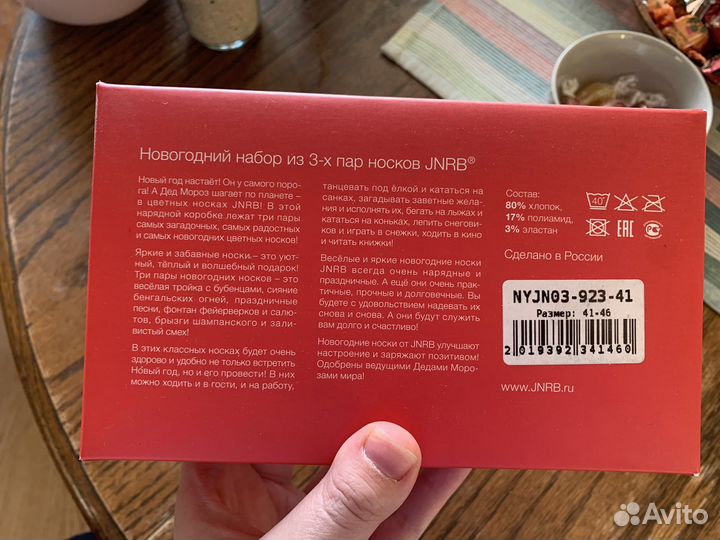 Новогодний набор из 3-х пар носков JNRB®
Новый год настаёт! Он у самого поро-
га! А Дед Мороз шагает по планете –
в цветных носках JNRB! В этой
нарядной коробке лежат три пары
самых загадочных, самых радостных
и самых новогодних цветных носков!
Яркие и забавные носки – это уют-
ный, тёплый и волшебный подарок!
Три пары новогодних носков – это
весёлая тройка с бубенцами, сияние
бенгальских огней, праздничные
песни, фонтан фейерверков и салю-
тов, брызги шампанского и зали-
вистый смех!
В этих классных носках будет очень
здорово и удобно не только встретить
Но́вый год, но и его провести! В них
можно ходить и в гости, и на работу,
танцевать под ёлкой и кататься на
санках, загадывать заветные жела-
ния и исполнять их, бегать на лыжах и
кататься на коньках, лепить снегови-
ков и играть в снежки, ходить в кино
и читать книжки!
Весёлые и яркие новогодние носки
JNRB всегда очень нарядные и
праздничные. А ещё они очень прак-
тичные, прочные и долговечные. Вы
будете с удовольствием надевать их
снова и снова. А они будут служить
вам долго и счастливо!
Новогодние носки от JNRB улучшают
настроение и заряжают позитивом!
Одобрены ведущими Дедами Моро-
зами мира!
Состав:
80% хлопок,
17% полиамид,
3% эластан
40°
EAC
Сделано в России
NYJN03-923-41
Размер: 41-46
2 019392 341460
www.JNRB.ru
Avito